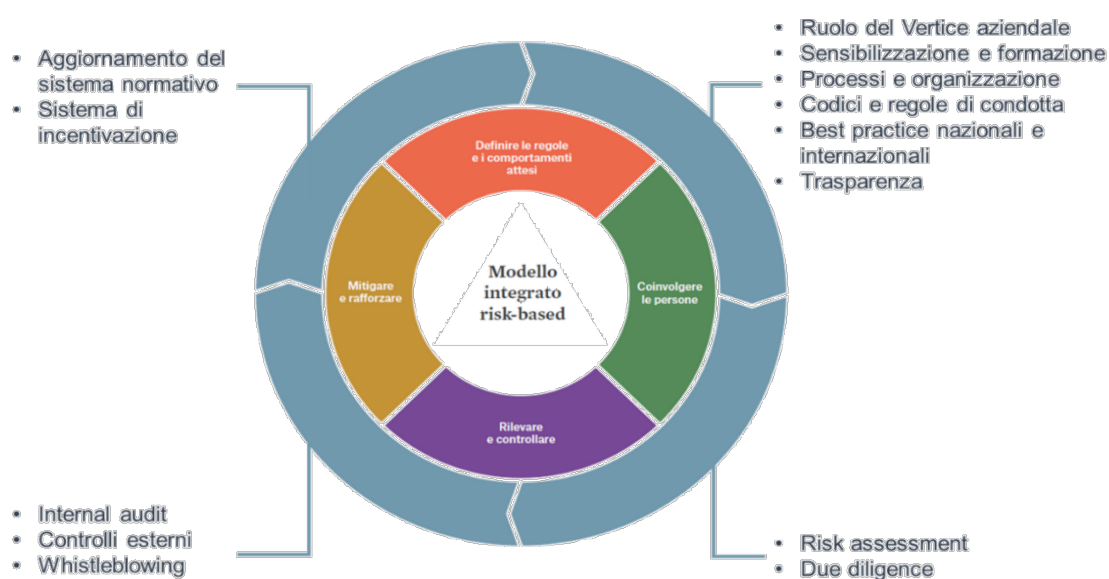 • Aggiornamento del
sistema normativo
• Sistema di
incentivazione
• Ruolo del Vertice aziendale
• Sensibilizzazione e formazione
• Processi e organizzazione
• Codici e regole di condotta
• Best practice nazionali e
internazionali
• Trasparenza
Definire le regole
e i comportamenti
attesi
Mitigare
e rafforzare
Modello
integrato
risk-based
Coinvolgere
le persone
Rilevare
e controllare
• Internal audit
• Controlli esterni
• Whistleblowing
• Risk assessment
• Due diligence